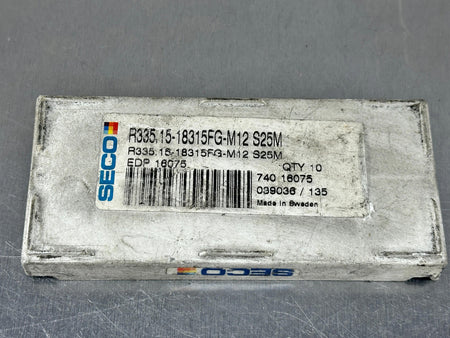 SECO
R335.15-18315FG-M12 S25M
R335.15-18315FG-M12 S25M
EDP 16075
QTY 10
740 16075
039036 / 135
Made in Sweden
SECO